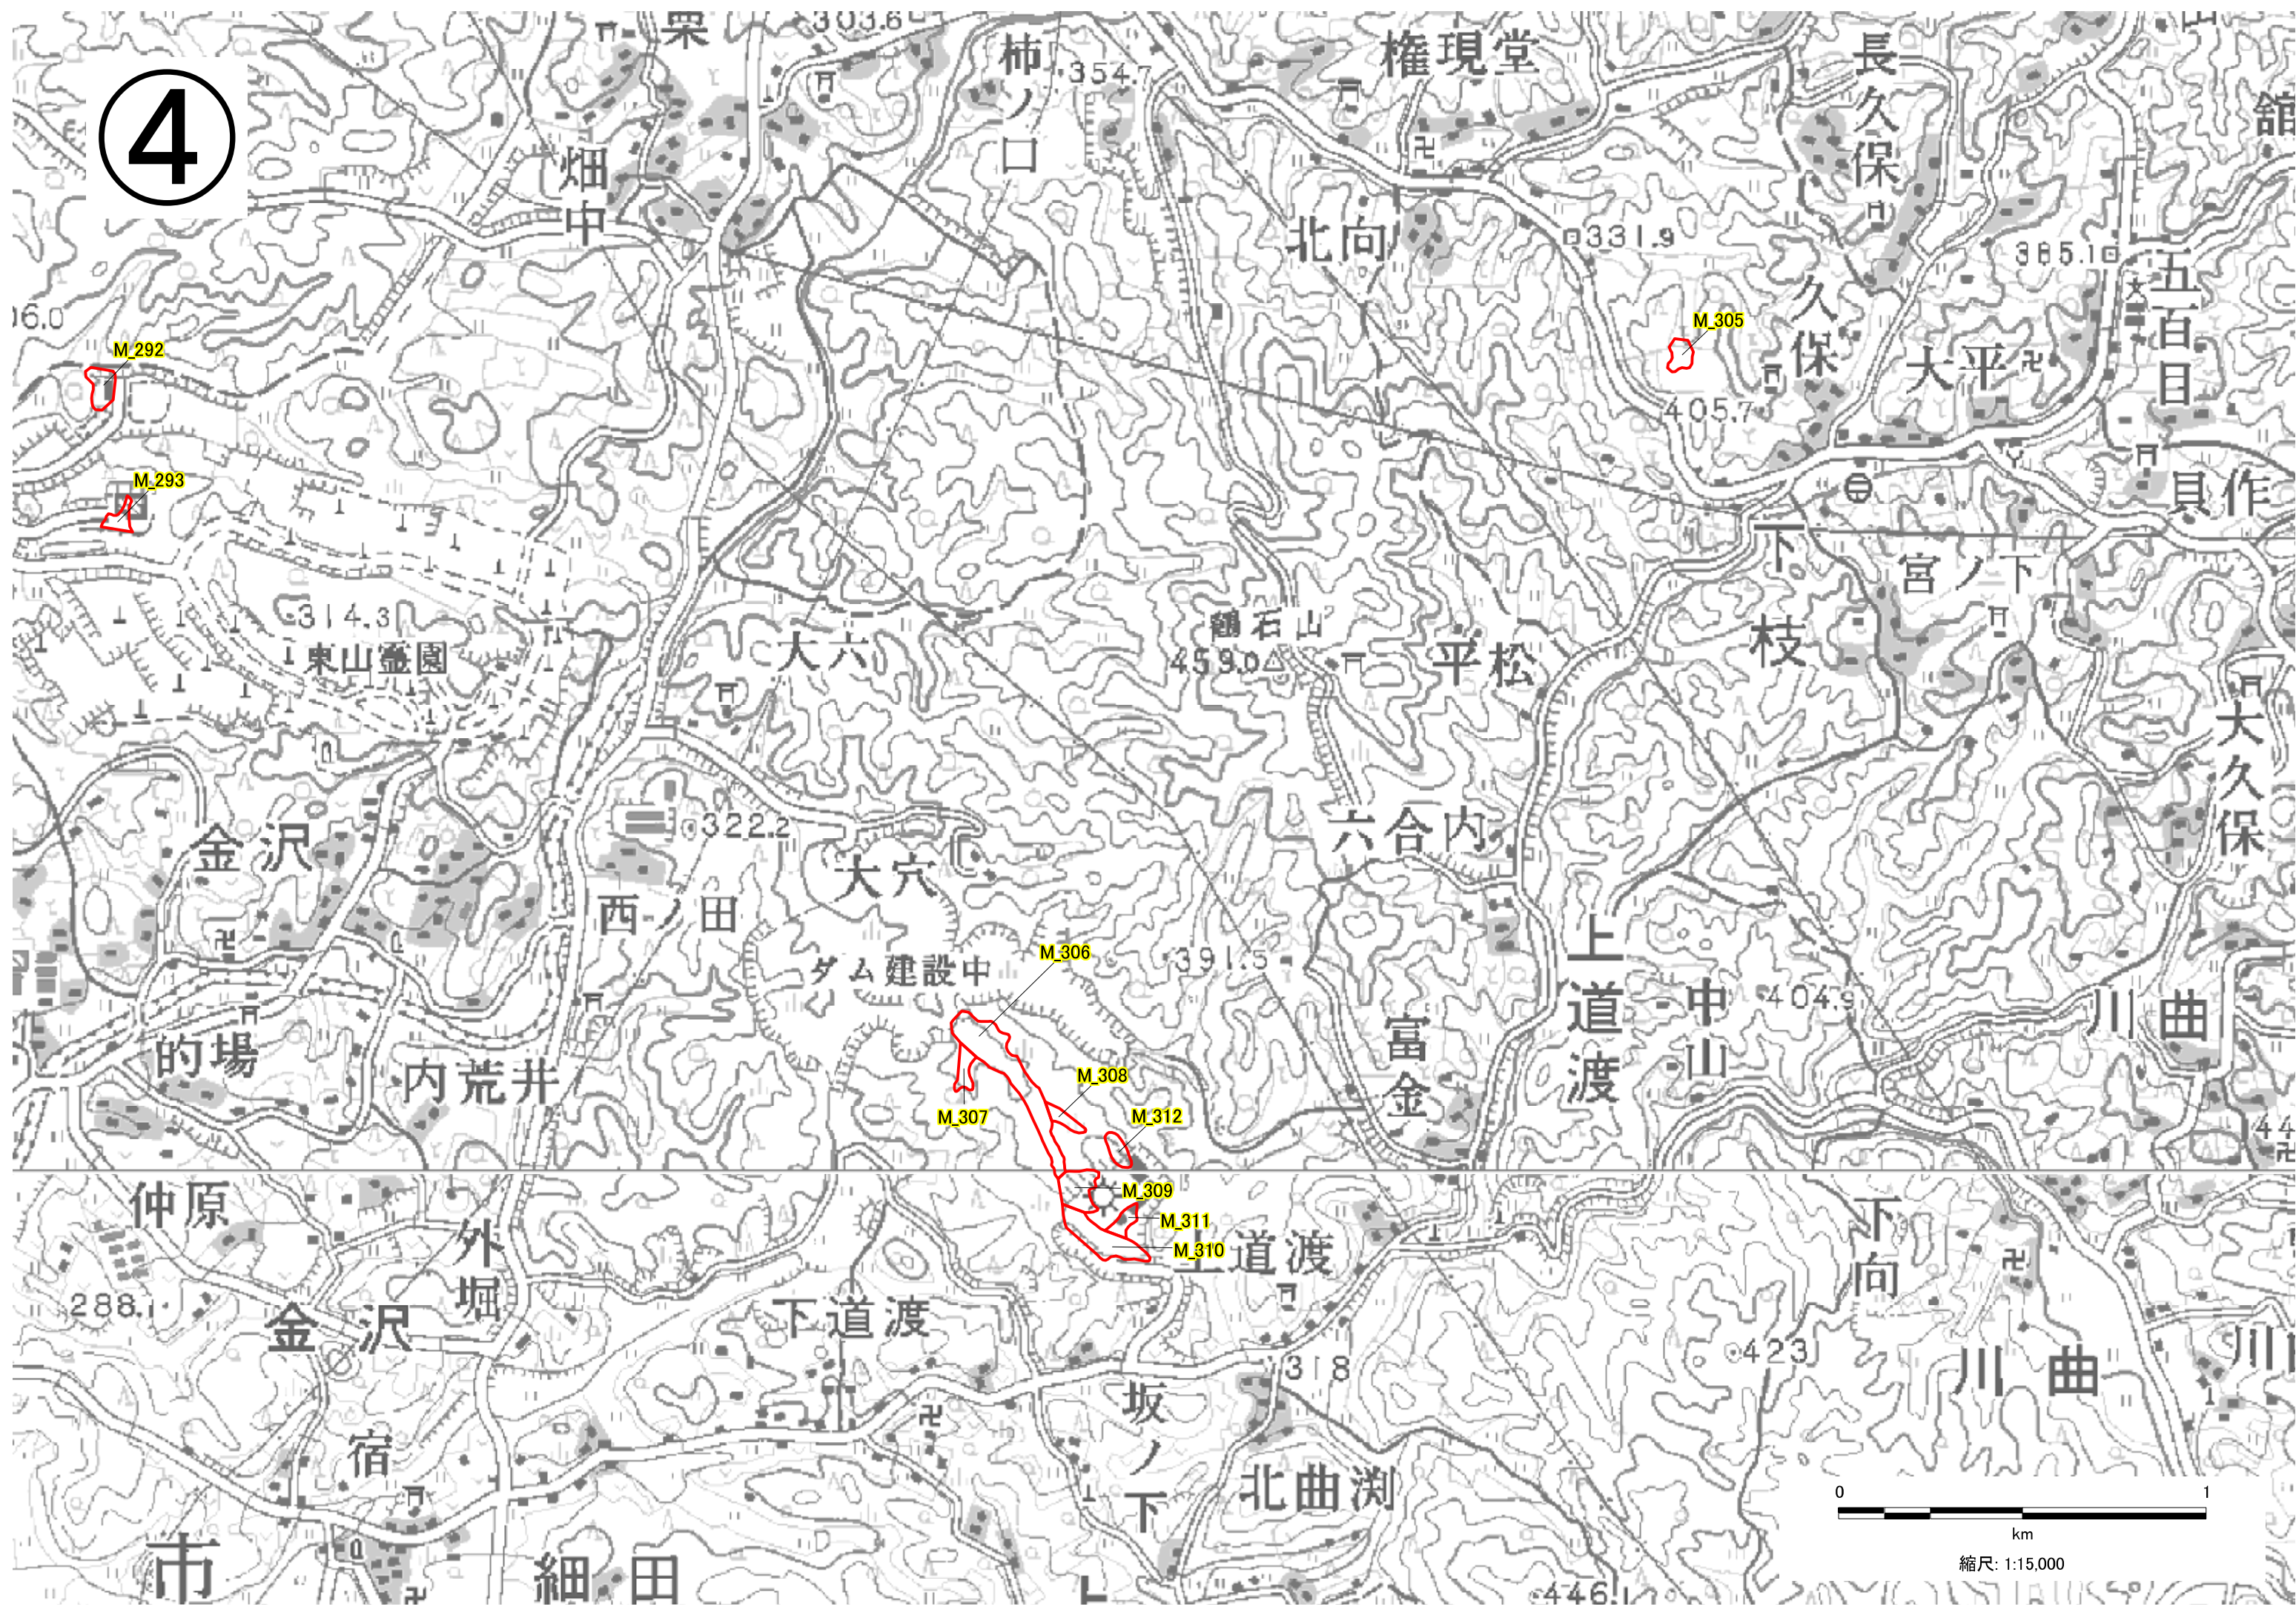 ④
303.6
柿ノ口
354.7
権現堂
長久保
舘
畑中
北向
331.9
385.1
五百目
久保
大平
M_305
405.7
貝作
06.0
M_292
M_293
314.3
東山霊園
大六
鶴石山
459.0
平松
下枝
宮ノ下
大久保
金沢
322.2
西ノ田
大穴
ダム建設中
六合内
391.5
M_306
上道渡
中山
404.9
川曲
富金
的場
内荒井
M_307
M_308
M_312
M_309
M_311
M_310
上道渡
仲原
外堀
288.1
金沢
下道渡
下向
318
423
川曲
坂ノ下
北曲渕
宿
市
細田
446.1
0 1
km
縮尺: 1:15,000